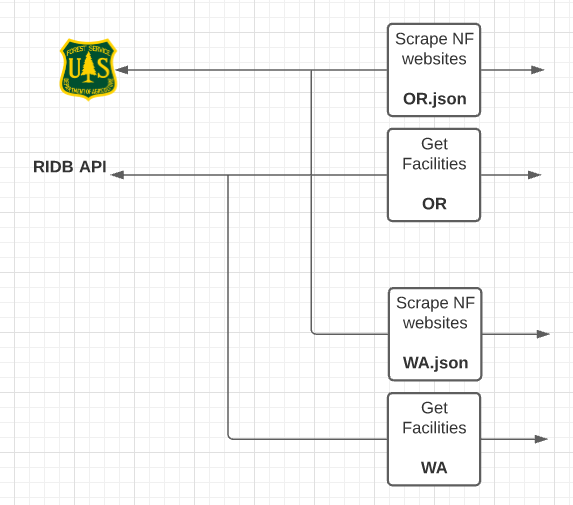 FOREST SERVICE
U S
DEPARTMENT OF AGRICULTURE
Scrape NF
websites
OR.json
RIDB API
Get
Facilities
OR
Scrape NF
websites
WA.json
Get
Facilities
WA